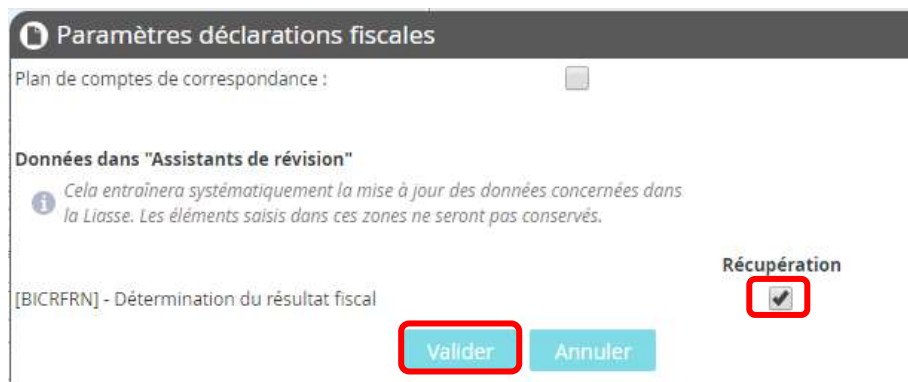 Paramètres déclarations fiscales
Plan de comptes de correspondance :
Données dans "Assistants de révision"
Cela entraînera systématiquement la mise à jour des données concernées dans
la Liasse. Les éléments saisis dans ces zones ne seront pas conservés.
Récupération
[BICRFRN] - Détermination du résultat fiscal
Valider Annuler